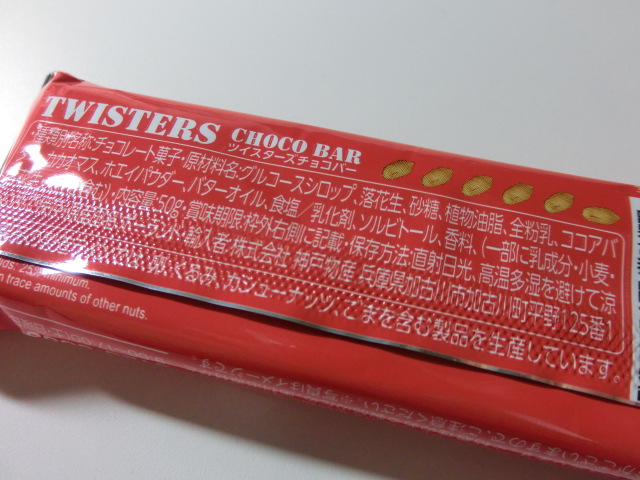 TWISTERS CHOCO BAR
ツイスターズチョコバー
・種類別名称:チョコレート菓子・原材料名:グルコースシロップ、落花生、砂糖、植物油脂、全粉乳、ココアバ
カカオマス、ホエイパウダー、バターオイル、食塩/乳化剤、ソルビトール、香料、(一部に乳成分・小麦・
内容量:50g・賞味期限:枠外右側に記載・保存方法:直射日光、高温多湿を避けて涼
輸入者:株式会社 神戸物産 兵庫県加古川市加古川町平野125番1
くるみ、カシューナッツ、ごまを含む製品を生産しています。
minimum.
trace amounts of other nuts.